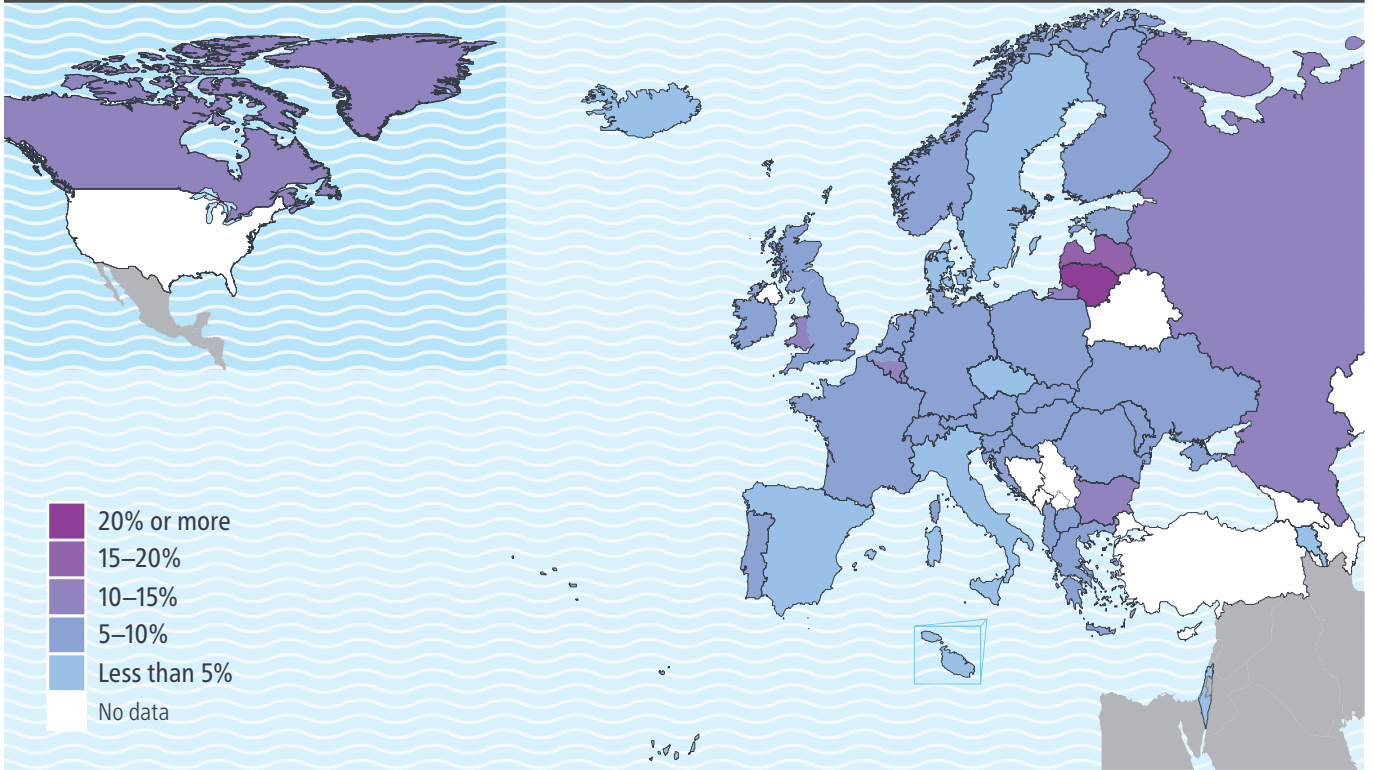 20% or more
15–20%
10–15%
5–10%
Less than 5%
No data